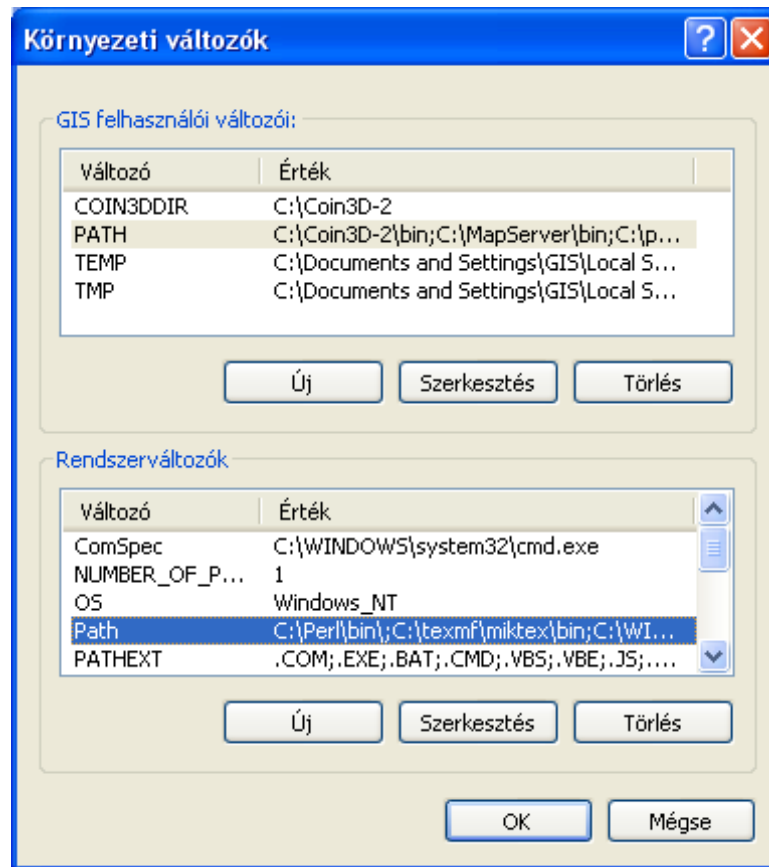 Környezeti változók
GIS felhasználói változói:
Változó Érték
COIN3DDIR C:\Coin3D-2
PATH C:\Coin3D-2\bin;C:\MapServer\bin;C:\p...
TEMP C:\Documents and Settings\GIS\Local S...
TMP C:\Documents and Settings\GIS\Local S...
Új Szerkesztés Törlés
Rendszerváltozók
Változó Érték
ComSpec C:\WINDOWS\system32\cmd.exe
NUMBER_OF_P... 1
OS Windows_NT
Path C:\Perl\bin\;C:\texmf\miktex\bin;C:\WI...
PATHEXT .COM;.EXE;.BAT;.CMD;.VBS;.VBE;.JS;....
Új Szerkesztés Törlés
OK Mégse